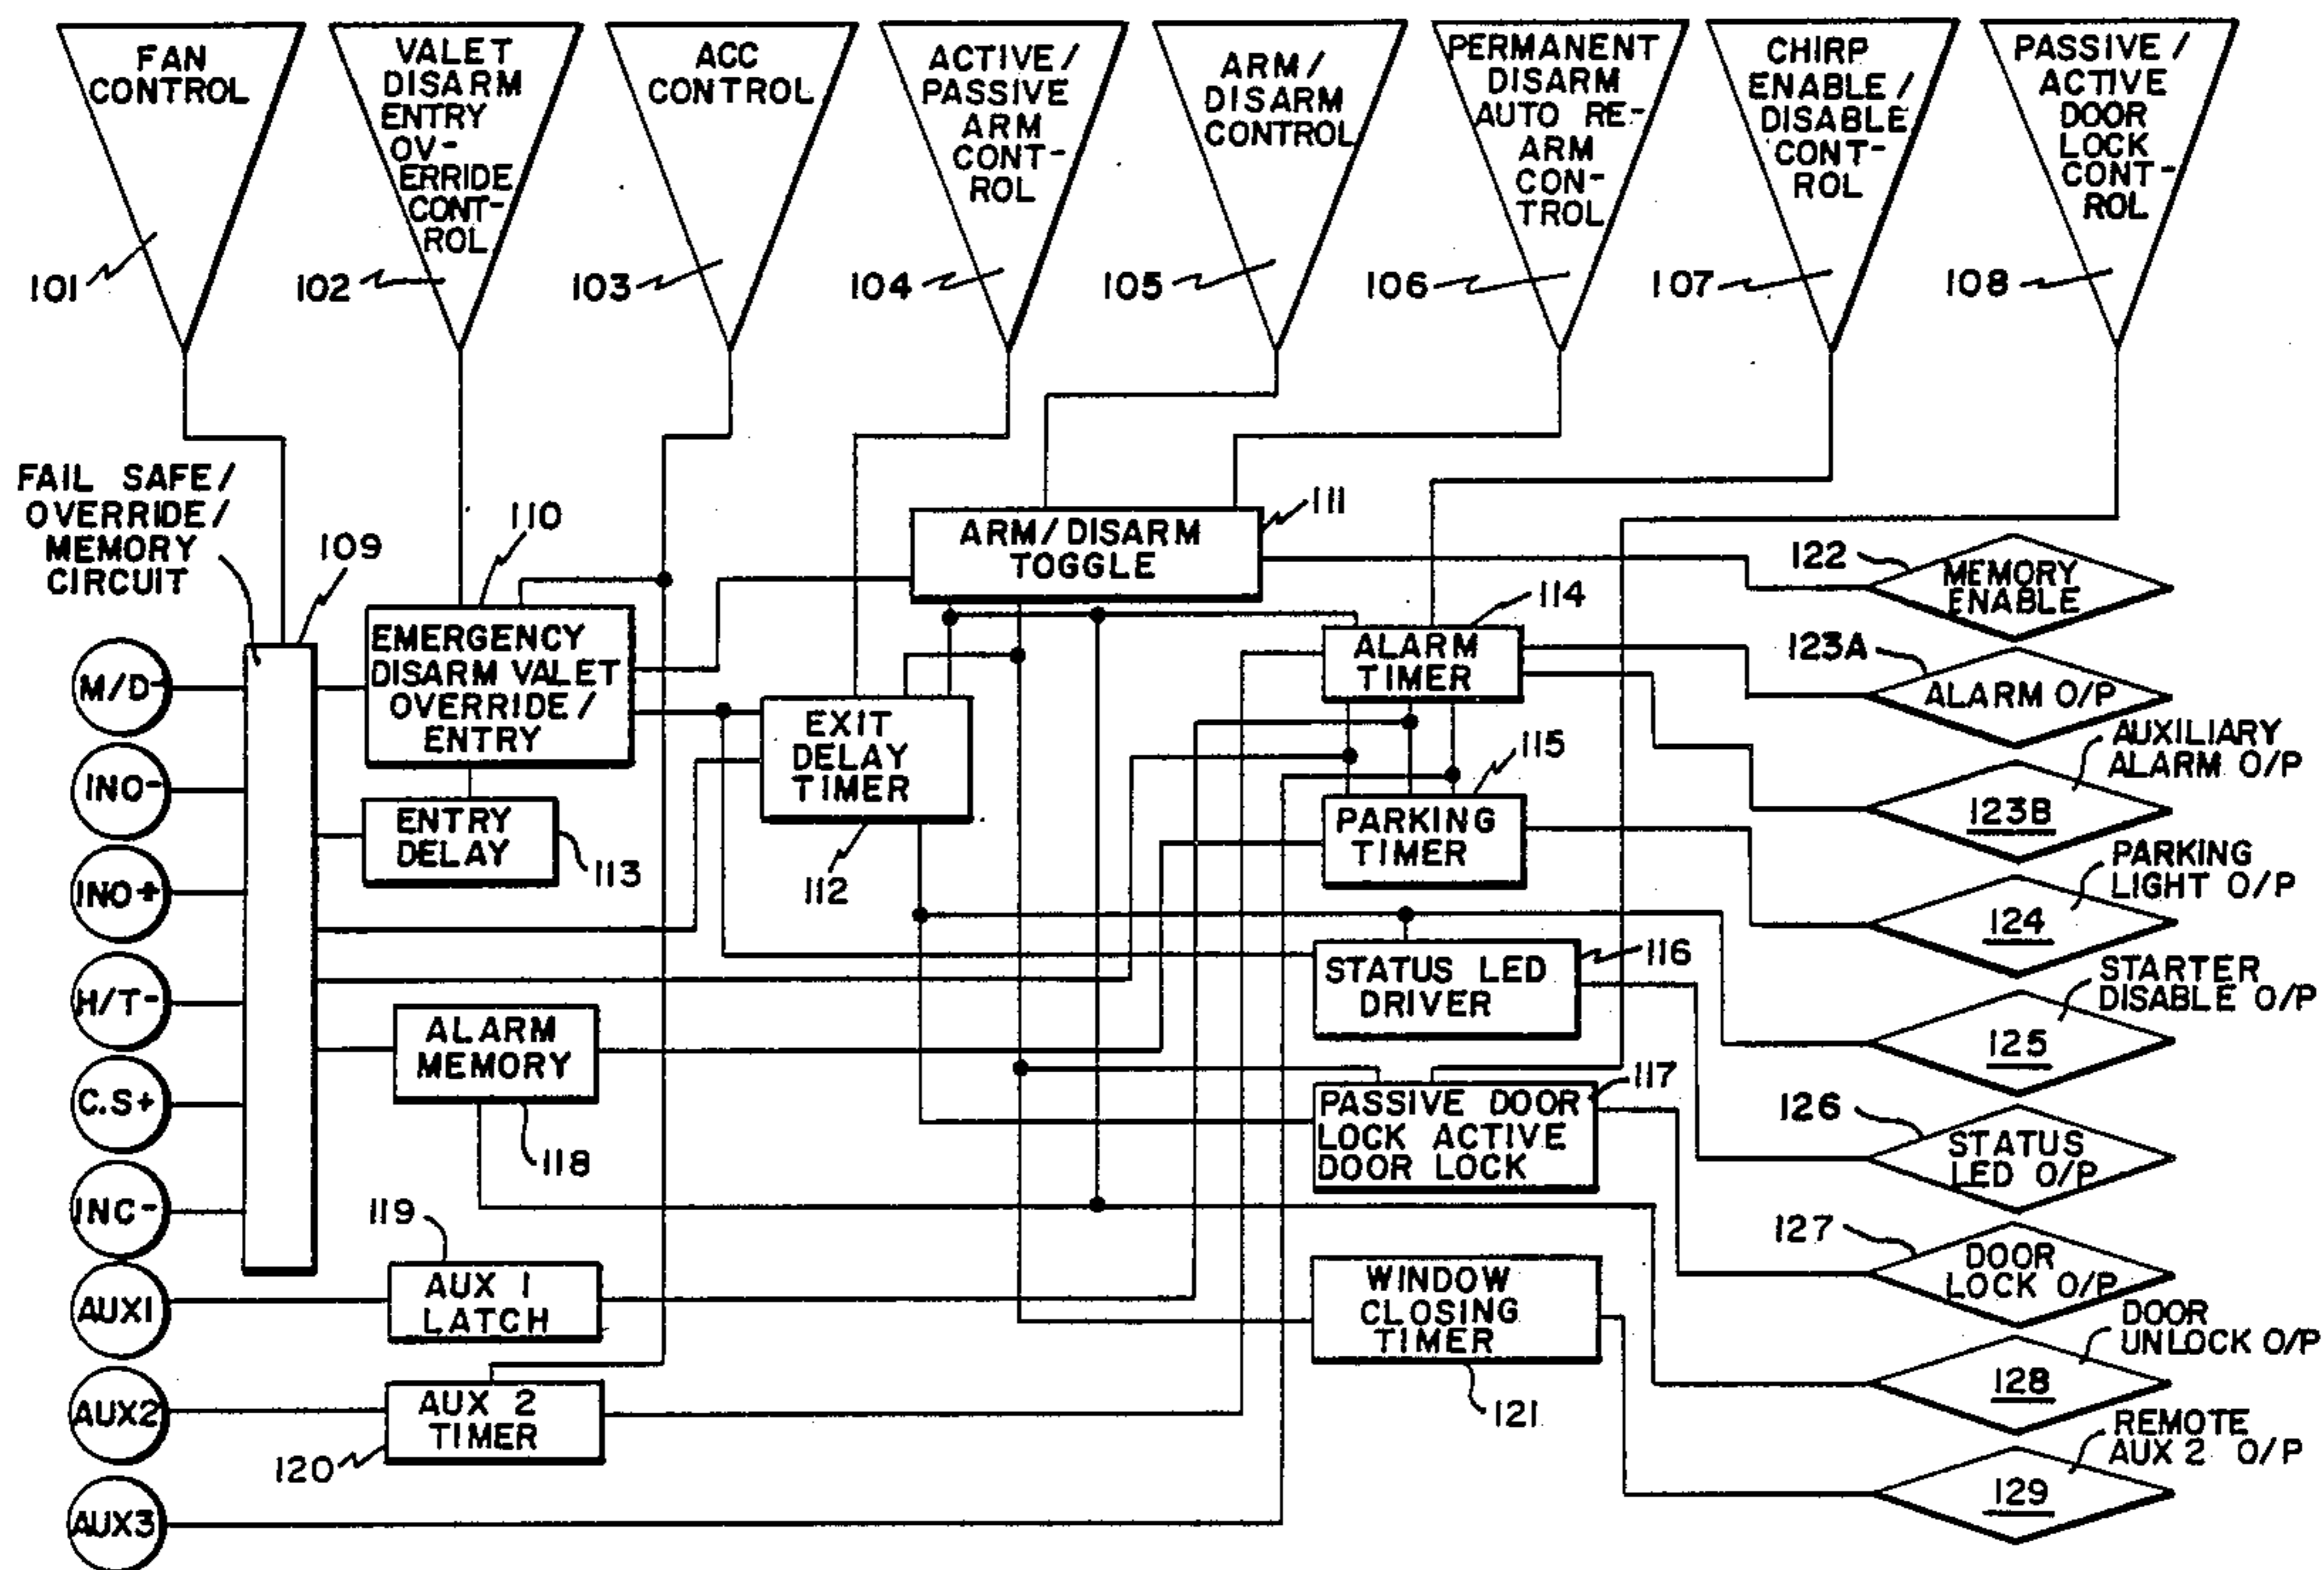 FAN
CONTROL
VALET
DISARM
ENTRY
OV-
ERRIDE
CONT-
ROL
ACC
CONTROL
ACTIVE/
PASSIVE
ARM
CONT-
ROL
ARM/
DISARM
CONTROL
PERMANENT
DISARM
AUTO RE-
ARM
CON-
TROL
CHIRP
ENABLE/
DISABLE
CONT-
ROL
PASSIVE/
ACTIVE
DOOR
LOCK
CONT-
ROL
101
102
103
104
105
106
107
108
FAIL SAFE/
OVERRIDE/
MEMORY
CIRCUIT
109
110
ARM/DISARM
TOGGLE
111
122
MEMORY
ENABLE
M/D-
EMERGENCY
DISARM VALET
OVERRIDE/
ENTRY
ALARM
TIMER
114
123A
ALARM O/P
EXIT
DELAY
TIMER
112
AUXILIARY
ALARM O/P
123B
INO-
ENTRY
DELAY
113
PARKING
TIMER
115
PARKING
LIGHT O/P
124
INO+
STATUS LED
DRIVER
116
STARTER
DISABLE O/P
125
H/T-
ALARM
MEMORY
118
PASSIVE DOOR
LOCK ACTIVE
DOOR LOCK
117
126
STATUS
LED O/P
C.S+
INC-
119
127
DOOR
LOCK O/P
AUX1
AUX 1
LATCH
WINDOW
CLOSING
TIMER
121
DOOR
UNLOCK O/P
128
AUX2
AUX 2
TIMER
120
REMOTE
AUX 2 O/P
129
AUX3